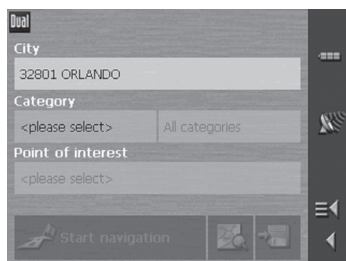 Dual
City
32801 ORLANDO
Category
<please select> All categories
Point of interest
<please select>
Start navigation